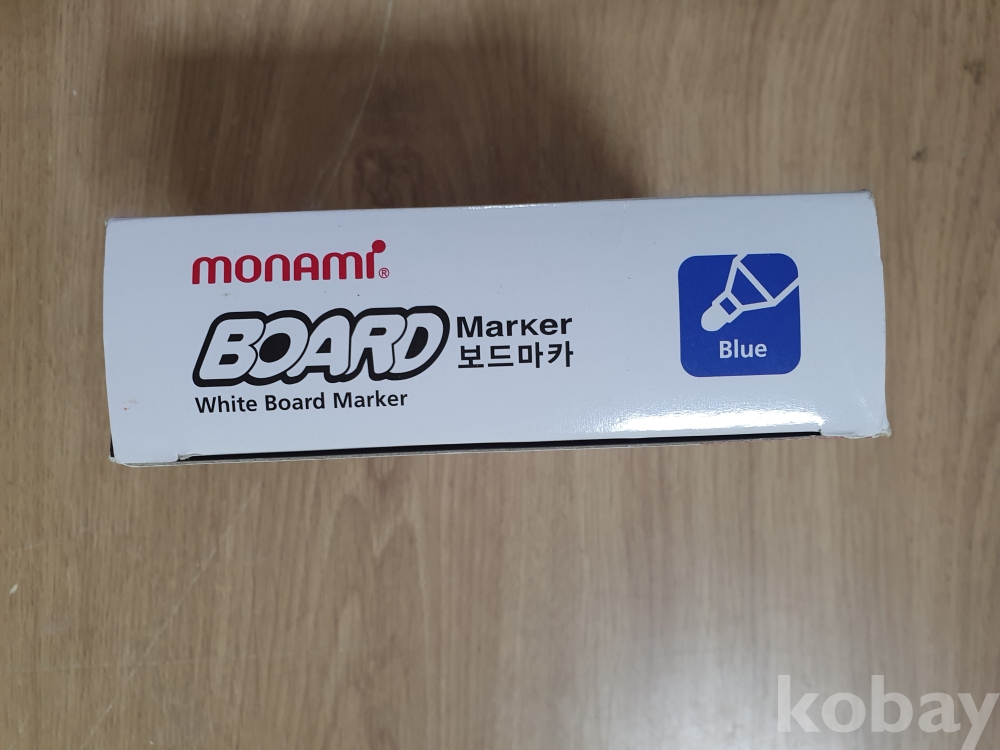 monami®
BOARD Marker
보드마카
White Board Marker
Blue
kobay